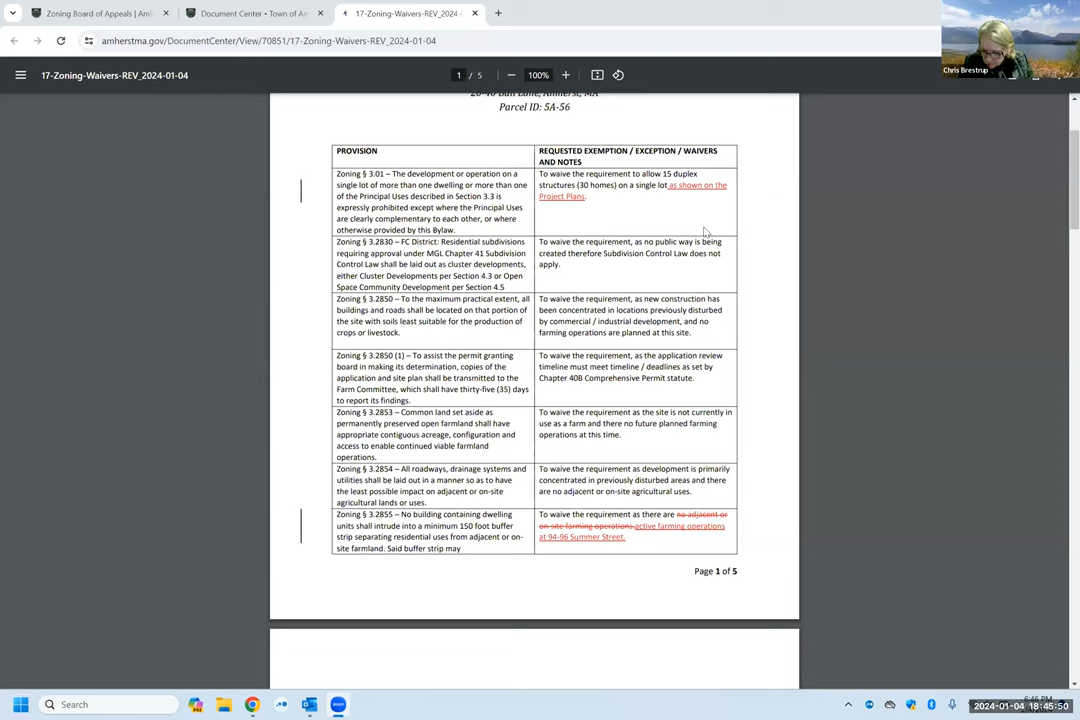 Zoning Board of Appeals | Amh
Document Center • Town of Am
17-Zoning-Waivers-REV_2024-01-
amherstma.gov/DocumentCenter/View/70851/17-Zoning-Waivers-REV_2024-01-04
Chris Brestrup
17-Zoning-Waivers-REV_2024-01-04
1 / 5
100%
Parcel ID: 5A-56
PROVISION
REQUESTED EXEMPTION / EXCEPTION / WAIVERS
AND NOTES
Zoning § 3.01 – The development or operation on a
single lot of more than one dwelling or more than one
of the Principal Uses described in Section 3.3 is
expressly prohibited except where the Principal Uses
are clearly complementary to each other, or where
otherwise provided by this Bylaw.
To waive the requirement to allow 15 duplex
structures (30 homes) on a single lot as shown on the
Project Plans.
Zoning § 3.2830 – FC District: Residential subdivisions
requiring approval under MGL Chapter 41 Subdivision
Control Law shall be laid out as cluster developments,
either Cluster Developments per Section 4.3 or Open
Space Community Development per Section 4.5
To waive the requirement, as no public way is being
created therefore Subdivision Control Law does not
apply.
Zoning § 3.2850 – To the maximum practical extent, all
buildings and roads shall be located on that portion of
the site with soils least suitable for the production of
crops or livestock.
To waive the requirement, as new construction has
been concentrated in locations previously disturbed
by commercial / industrial development, and no
farming operations are planned at this site.
Zoning § 3.2850 (1) – To assist the permit granting
board in making its determination, copies of the
application and site plan shall be transmitted to the
Farm Committee, which shall have thirty-five (35) days
to report its findings.
To waive the requirement, as the application review
timeline must meet timeline / deadlines as set by
Chapter 40B Comprehensive Permit statute.
Zoning § 3.2853 – Common land set aside as
permanently preserved open farmland shall have
appropriate contiguous acreage, configuration and
access to enable continued viable farmland
operations.
To waive the requirement as the site is not currently in
use as a farm and there no future planned farming
operations at this time.
Zoning § 3.2854 – All roadways, drainage systems and
utilities shall be laid out in a manner so as to have
the least possible impact on adjacent or on-site
agricultural lands or uses.
To waive the requirement as development is primarily
concentrated in previously disturbed areas and there
are no adjacent or on-site agricultural uses.
Zoning § 3.2855 – No building containing dwelling
units shall intrude into a minimum 150 foot buffer
strip separating residential uses from adjacent or on-
site farmland. Said buffer strip may
To waive the requirement as there are no adjacent or
on-site farming operations active farming operations
at 94-96 Summer Street.
Page 1 of 5
Search
2024-01-04 18:45:50